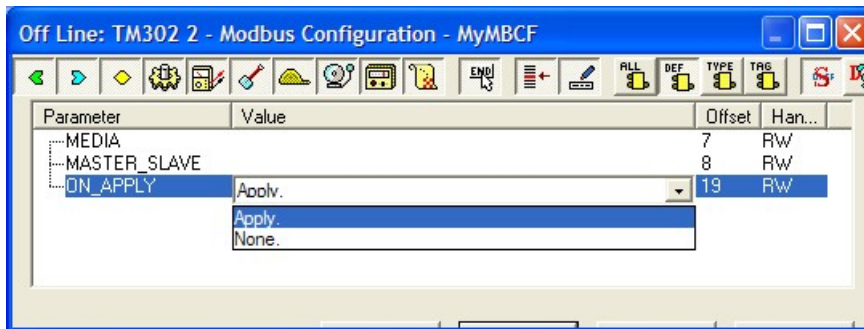 Off Line: TM302 2 - Modbus Configuration - MyMBCF
END
ALL DEF TYPE TAG
Parameter Value Offset Han...
MEDIA 7 RW
MASTER_SLAVE 8 RW
ON_APPLY Apply. 19 RW
Apply.
None.